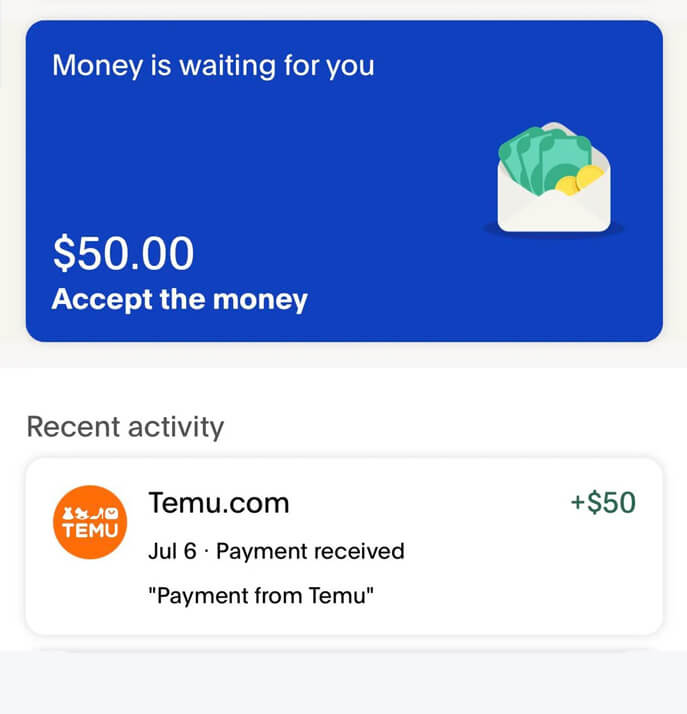 Money is waiting for you
$50.00
Accept the money
Recent activity
TEMU
Temu.com
+$50
Jul 6 · Payment received
"Payment from Temu"